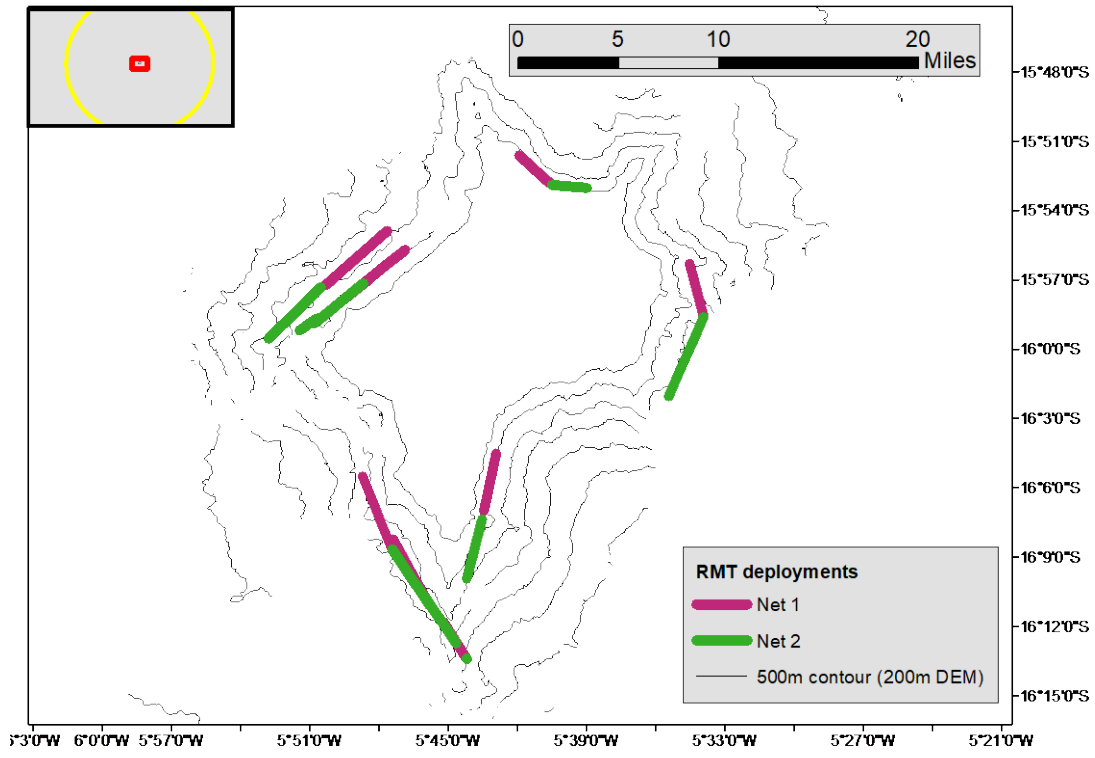 0 5 10 20
Miles
15°48'0"S
15°51'0"S
15°54'0"S
15°57'0"S
16°0'0"S
16°3'0"S
16°6'0"S
16°9'0"S
16°12'0"S
16°15'0"S
RMT deployments
Net 1
Net 2
500m contour (200m DEM)
6°0'0"W 5°57'0"W 5°51'0"W 5°45'0"W 5°39'0"W 5°33'0"W 5°27'0"W 5°21'0"W